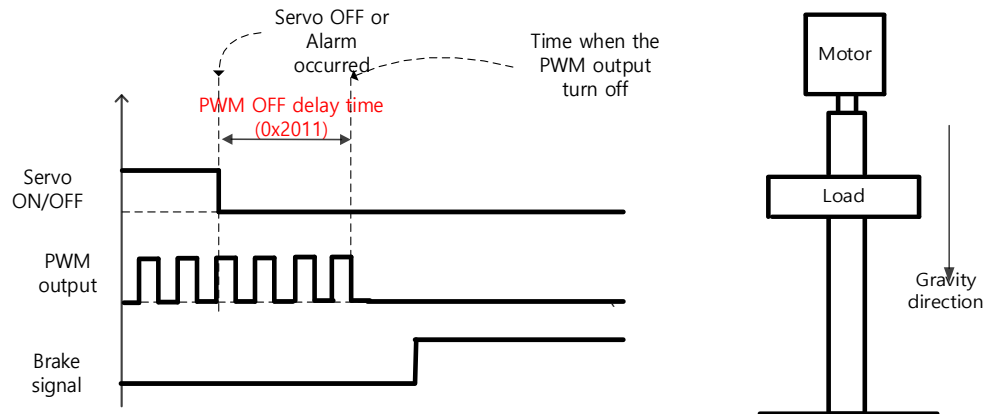 Servo OFF or
Alarm
occurred
Time when the
PWM output
turn off
PWM OFF delay time
(0x2011)
Servo
ON/OFF
PWM
output
Brake
signal
Motor
Load
Gravity
direction